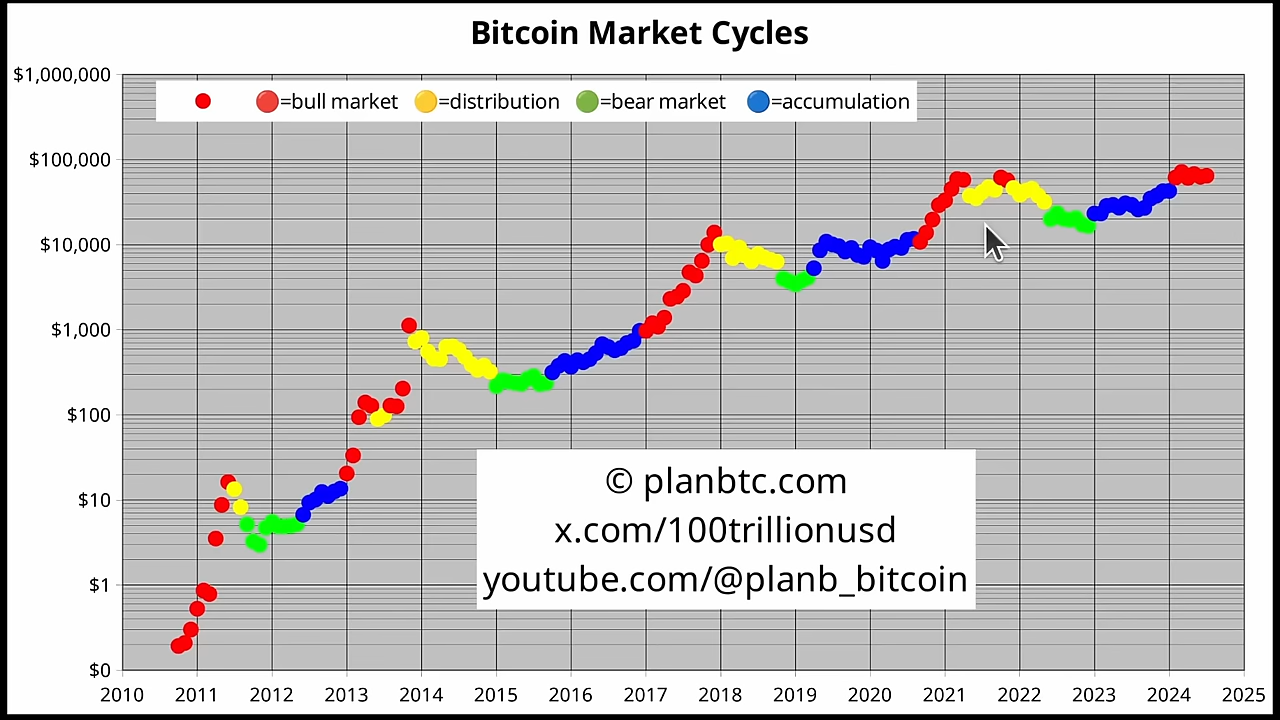 Bitcoin Market Cycles
$1,000,000
=bull market =distribution =bear market =accumulation
$100,000
$10,000
$1,000
$100
$10
$1
$0
© planbtc.com
x.com/100trillionusd
youtube.com/@planb_bitcoin
2010 2011 2012 2013 2014 2015 2016 2017 2018 2019 2020 2021 2022 2023 2024 2025